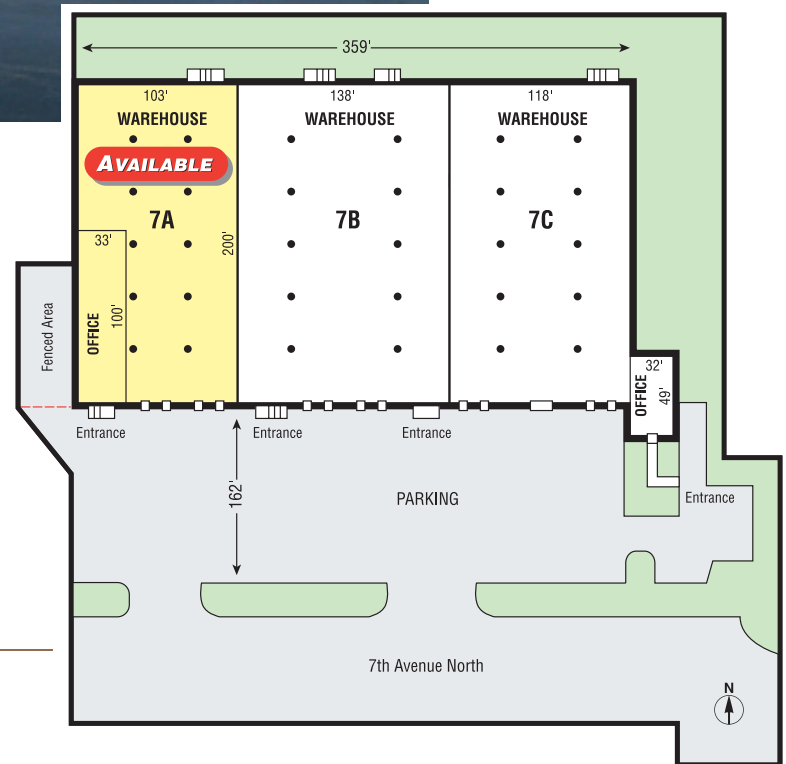 359'
103'
138'
118'
WAREHOUSE
WAREHOUSE
WAREHOUSE
AVAILABLE
7A
7B
7C
33'
200'
100'
OFFICE
Fenced Area
32'
OFFICE
49'
Entrance
Entrance
Entrance
162'
PARKING
Entrance
7th Avenue North
N